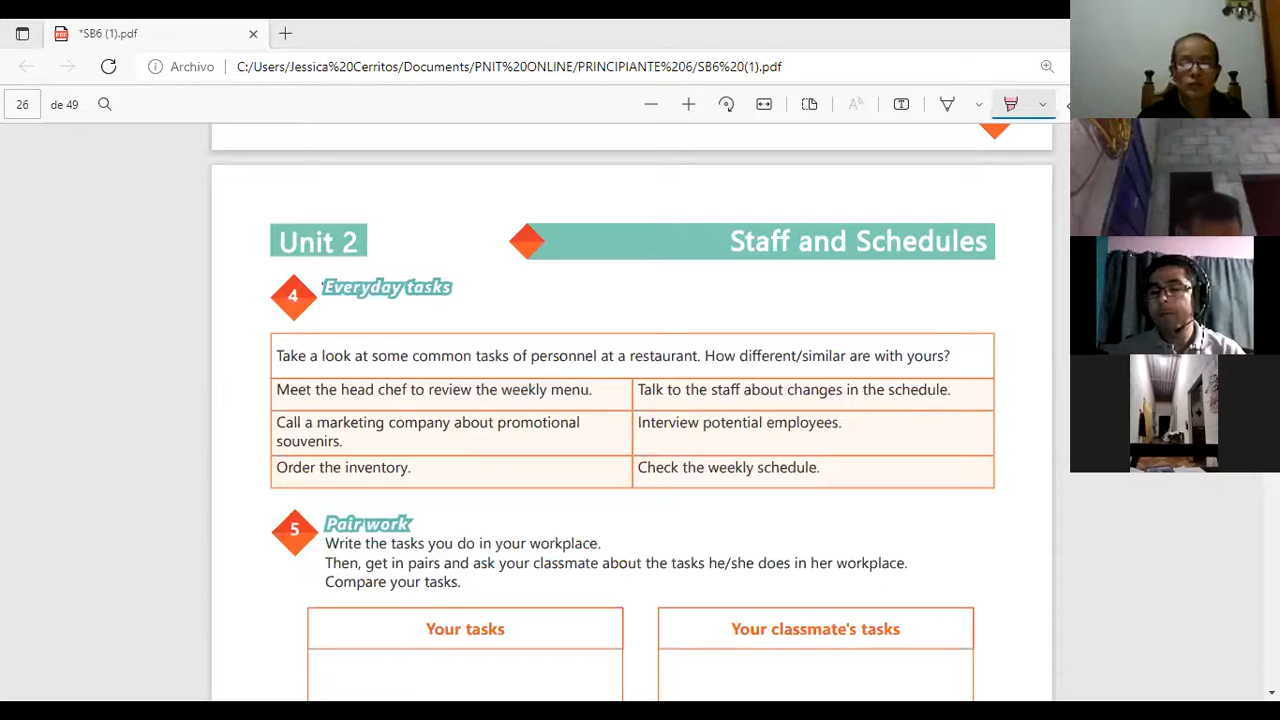 *SB6 (1).pdf
Archivo
C:/Users/Jessica%20Cerritos/Documents/PNIT%20ONLINE/PRINCIPIANTE%206/SB6%20(1).pdf
26
de 49
Unit 2
Staff and Schedules
4
Everyday tasks
Take a look at some common tasks of personnel at a restaurant. How different/similar are with yours?
Meet the head chef to review the weekly menu.
Talk to the staff about changes in the schedule.
Call a marketing company about promotional
souvenirs.
Interview potential employees.
Order the inventory.
Check the weekly schedule.
5
Pair work
Write the tasks you do in your workplace.
Then, get in pairs and ask your classmate about the tasks he/she does in her workplace.
Compare your tasks.
Your tasks
Your classmate's tasks